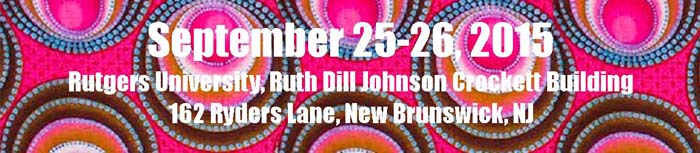 September 25-26, 2015
Rutgers University, Ruth Dill Johnson Crockett Building
162 Ryders Lane, New Brunswick, NJ